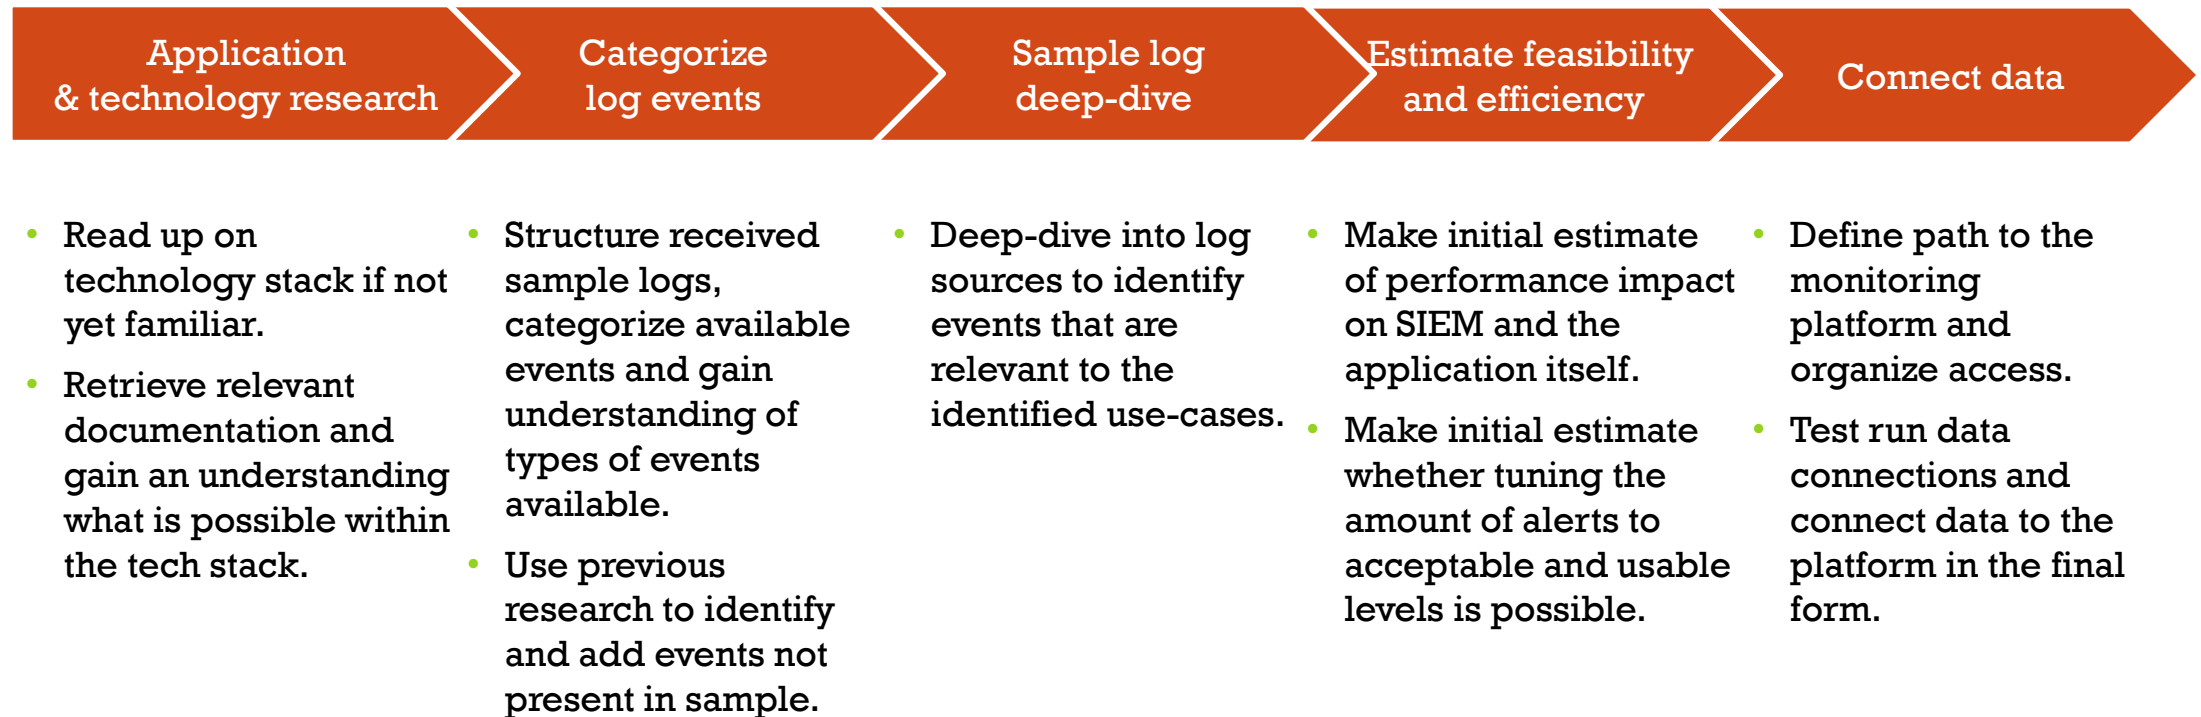 Application
& technology research
Categorize
log events
Sample log
deep-dive
Estimate feasibility
and efficiency
Connect data
• Read up on
technology stack if not
yet familiar.
• Retrieve relevant
documentation and
gain an understanding
what is possible within
the tech stack.
• Structure received
sample logs,
categorize available
events and gain
understanding of
types of events
available.
• Use previous
research to identify
and add events not
present in sample.
• Deep-dive into log
sources to identify
events that are
relevant to the
identified use-cases.
• Make initial estimate
of performance impact
on SIEM and the
application itself.
• Make initial estimate
whether tuning the
amount of alerts to
acceptable and usable
levels is possible.
• Define path to the
monitoring
platform and
organize access.
• Test run data
connections and
connect data to the
platform in the final
form.